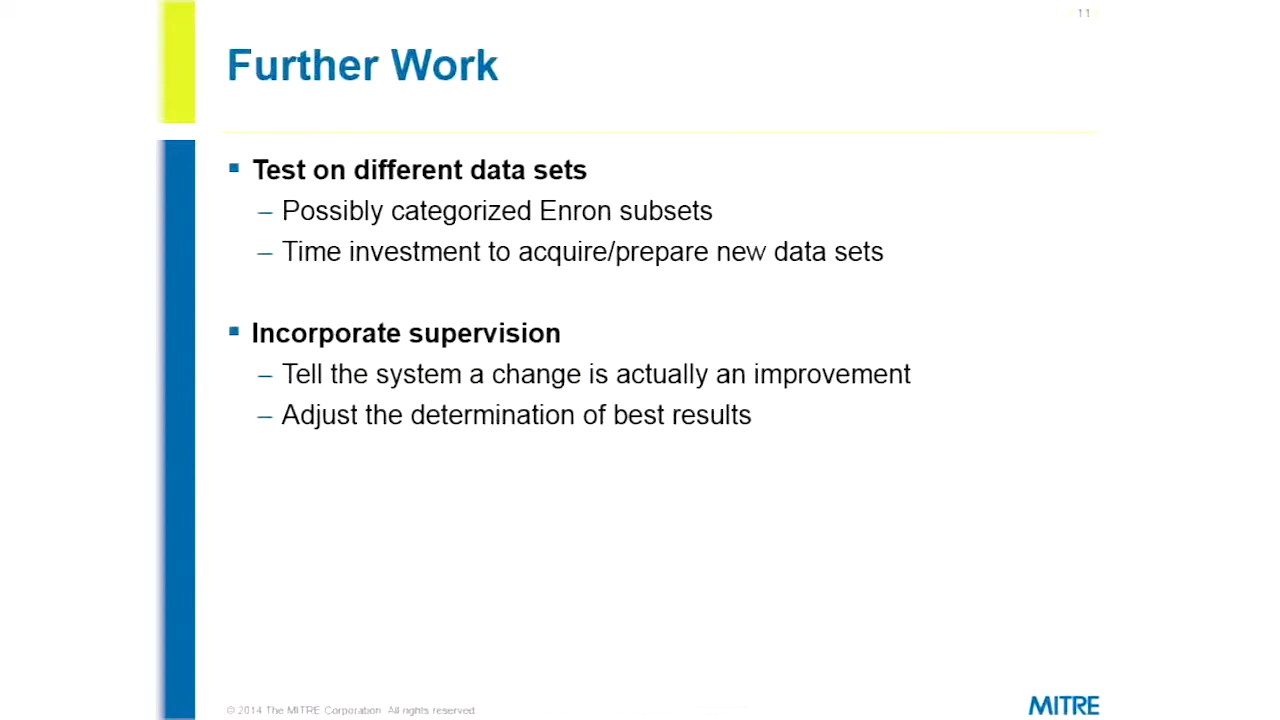 11
Further Work
▪ Test on different data sets
– Possibly categorized Enron subsets
– Time investment to acquire/prepare new data sets
▪ Incorporate supervision
– Tell the system a change is actually an improvement
– Adjust the determination of best results
© 2014 The MITRE Corporation. All rights reserved
MITRE